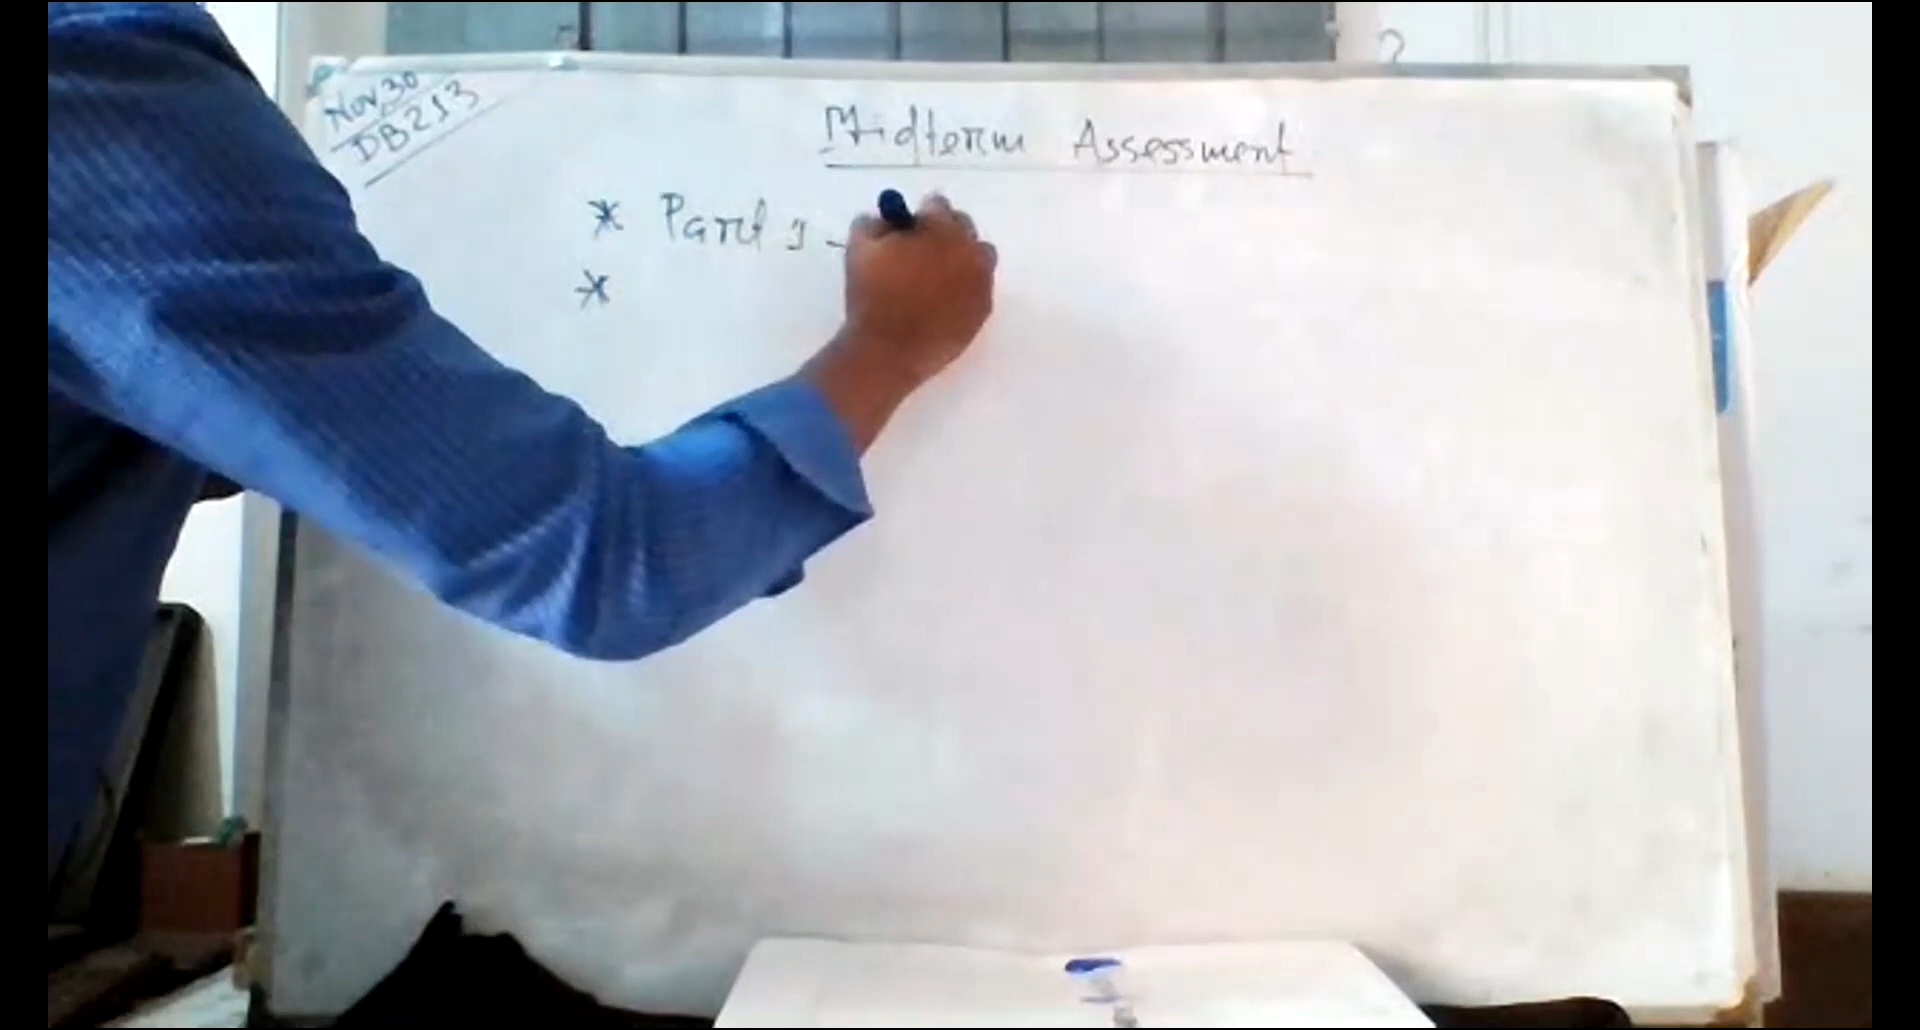 Nov 30
DB213
Midterm Assessment
* Part 1 -
*